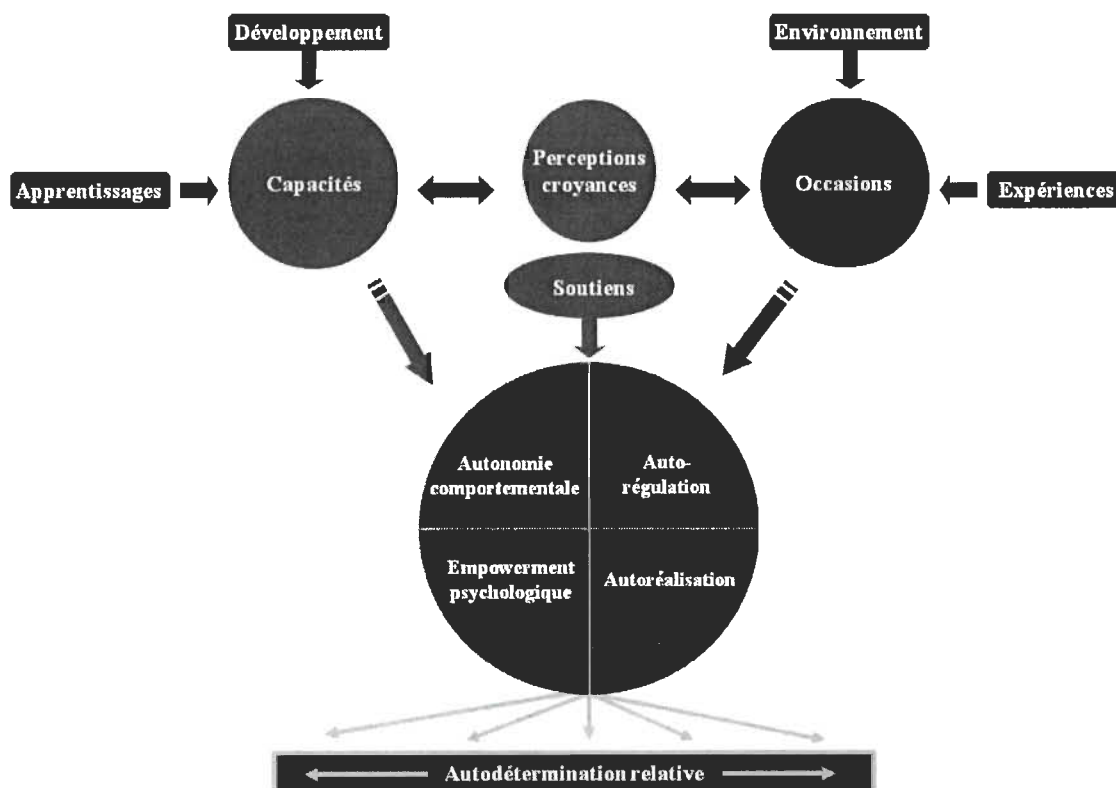 Développement
Environnement
Apprentissages
Capacités
Perceptions
croyances
Occasions
Expériences
Soutiens
Autonomie
comportementale
Auto-
régulation
Empowerment
psychologique
Autoréalisation
Autodétermination relative